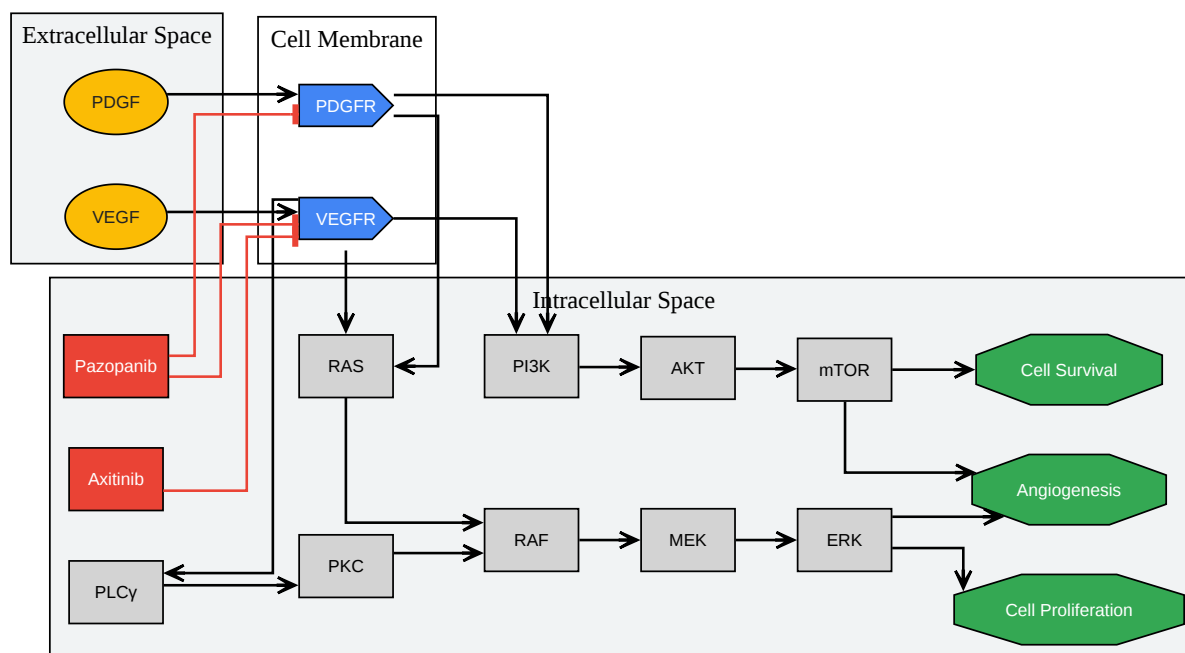 Extracellular Space
Cell Membrane
PDGF
PDGFR
VEGF
VEGFR
Intracellular Space
Pazopanib
RAS
PI3K
AKT
mTOR
Cell Survival
Axitinib
Angiogenesis
RAF
MEK
ERK
PKC
PLCγ
Cell Proliferation